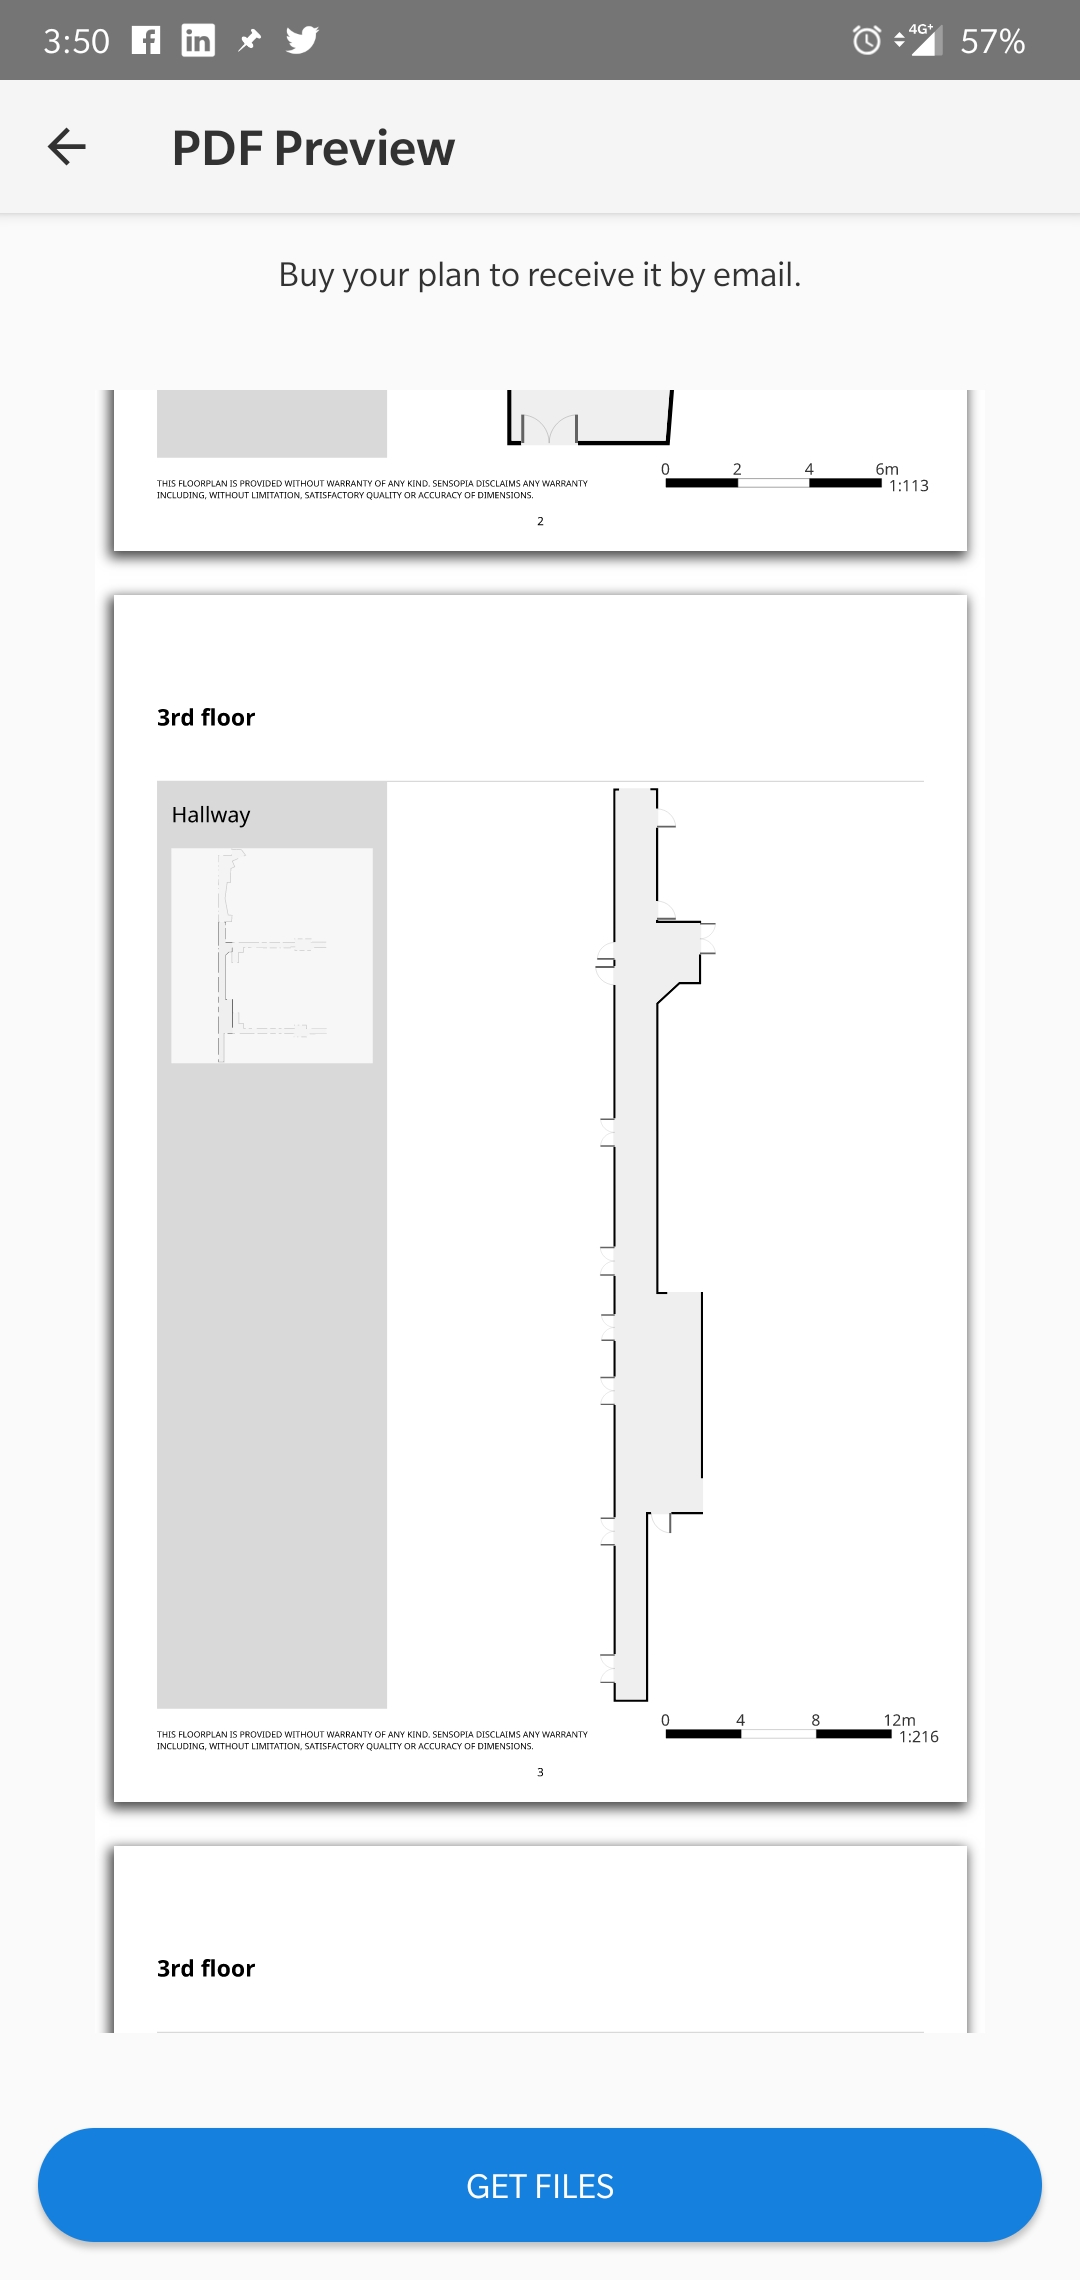 3:50
4G+ 57%
PDF Preview
Buy your plan to receive it by email.
0 2 4 6m
1:113
THIS FLOORPLAN IS PROVIDED WITHOUT WARRANTY OF ANY KIND. SENSOPIA DISCLAIMS ANY WARRANTY
INCLUDING, WITHOUT LIMITATION, SATISFACTORY QUALITY OR ACCURACY OF DIMENSIONS.
2
3rd floor
Hallway
0 4 8 12m
1:216
THIS FLOORPLAN IS PROVIDED WITHOUT WARRANTY OF ANY KIND. SENSOPIA DISCLAIMS ANY WARRANTY
INCLUDING, WITHOUT LIMITATION, SATISFACTORY QUALITY OR ACCURACY OF DIMENSIONS.
3
3rd floor
GET FILES